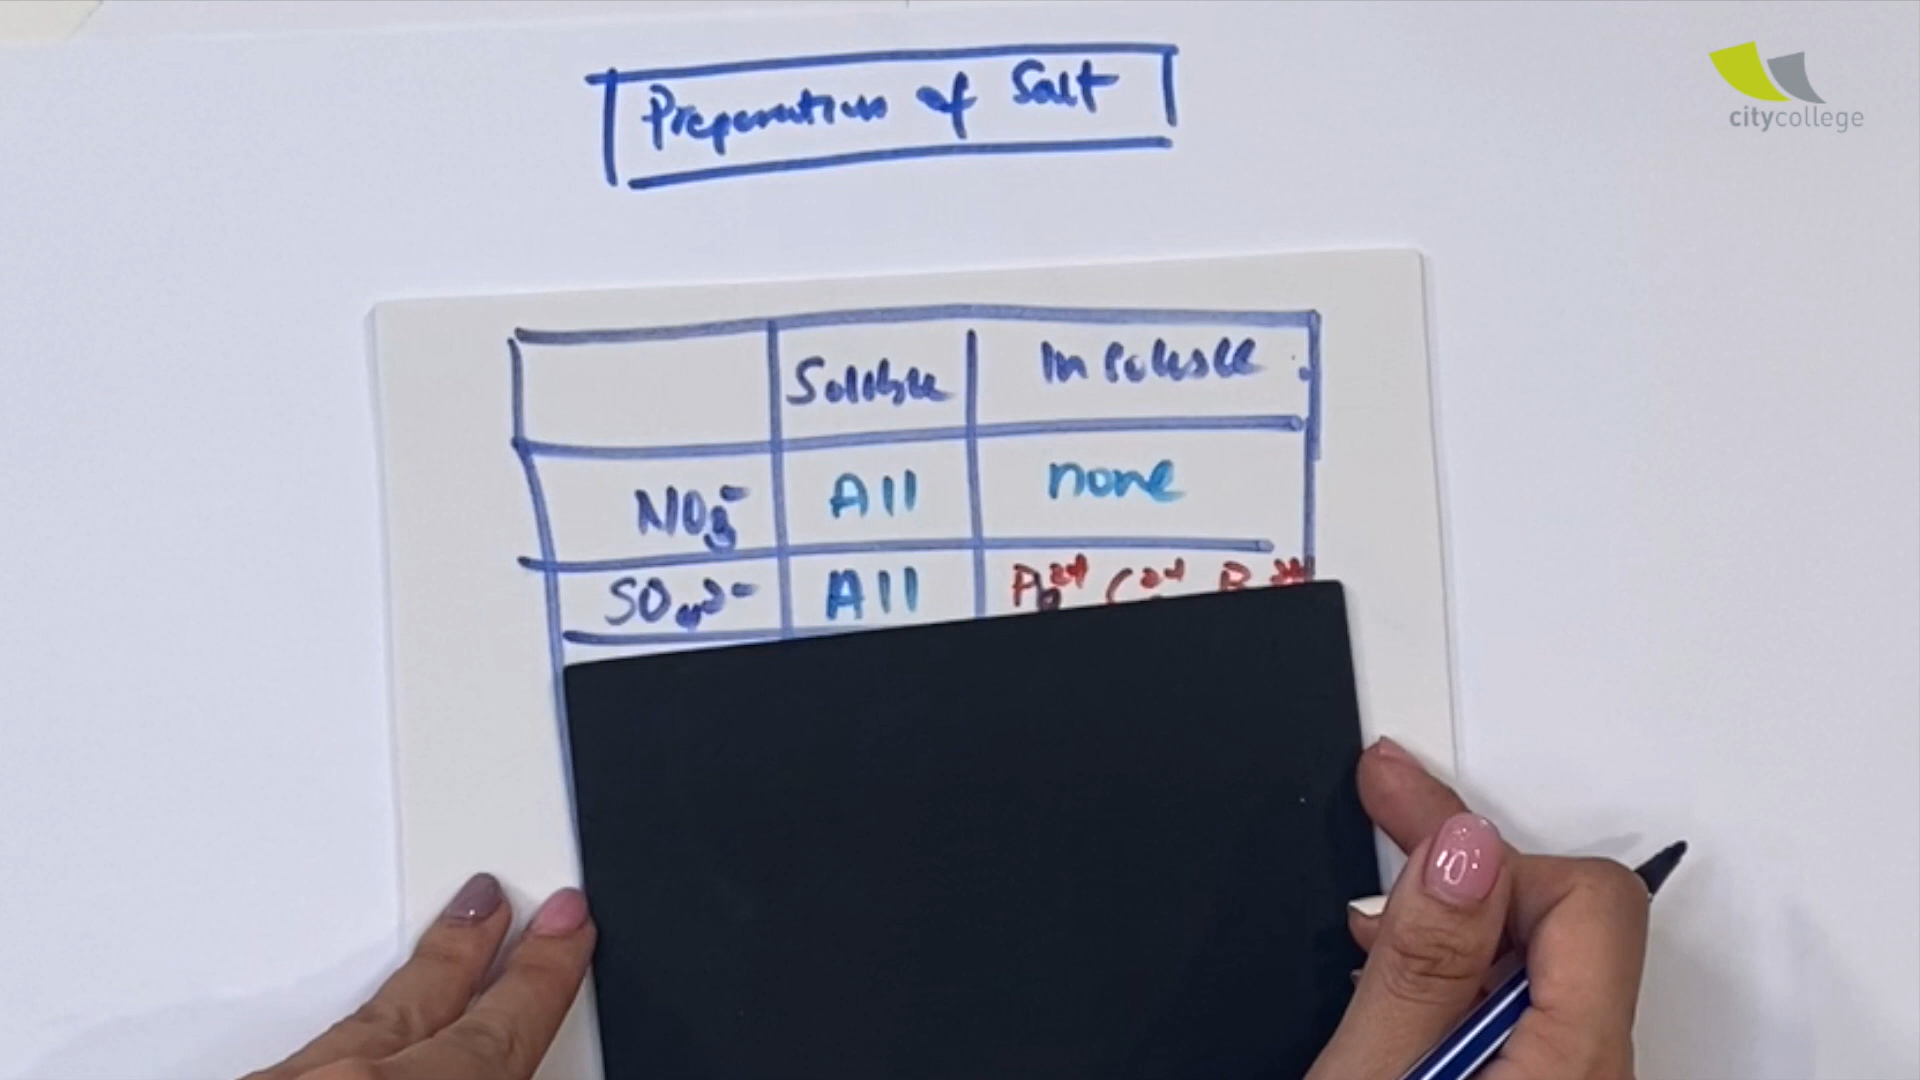 citycollege
Preparation of Salt
Soluble Insoluble
NO₃⁻ All none
SO₄²⁻ All